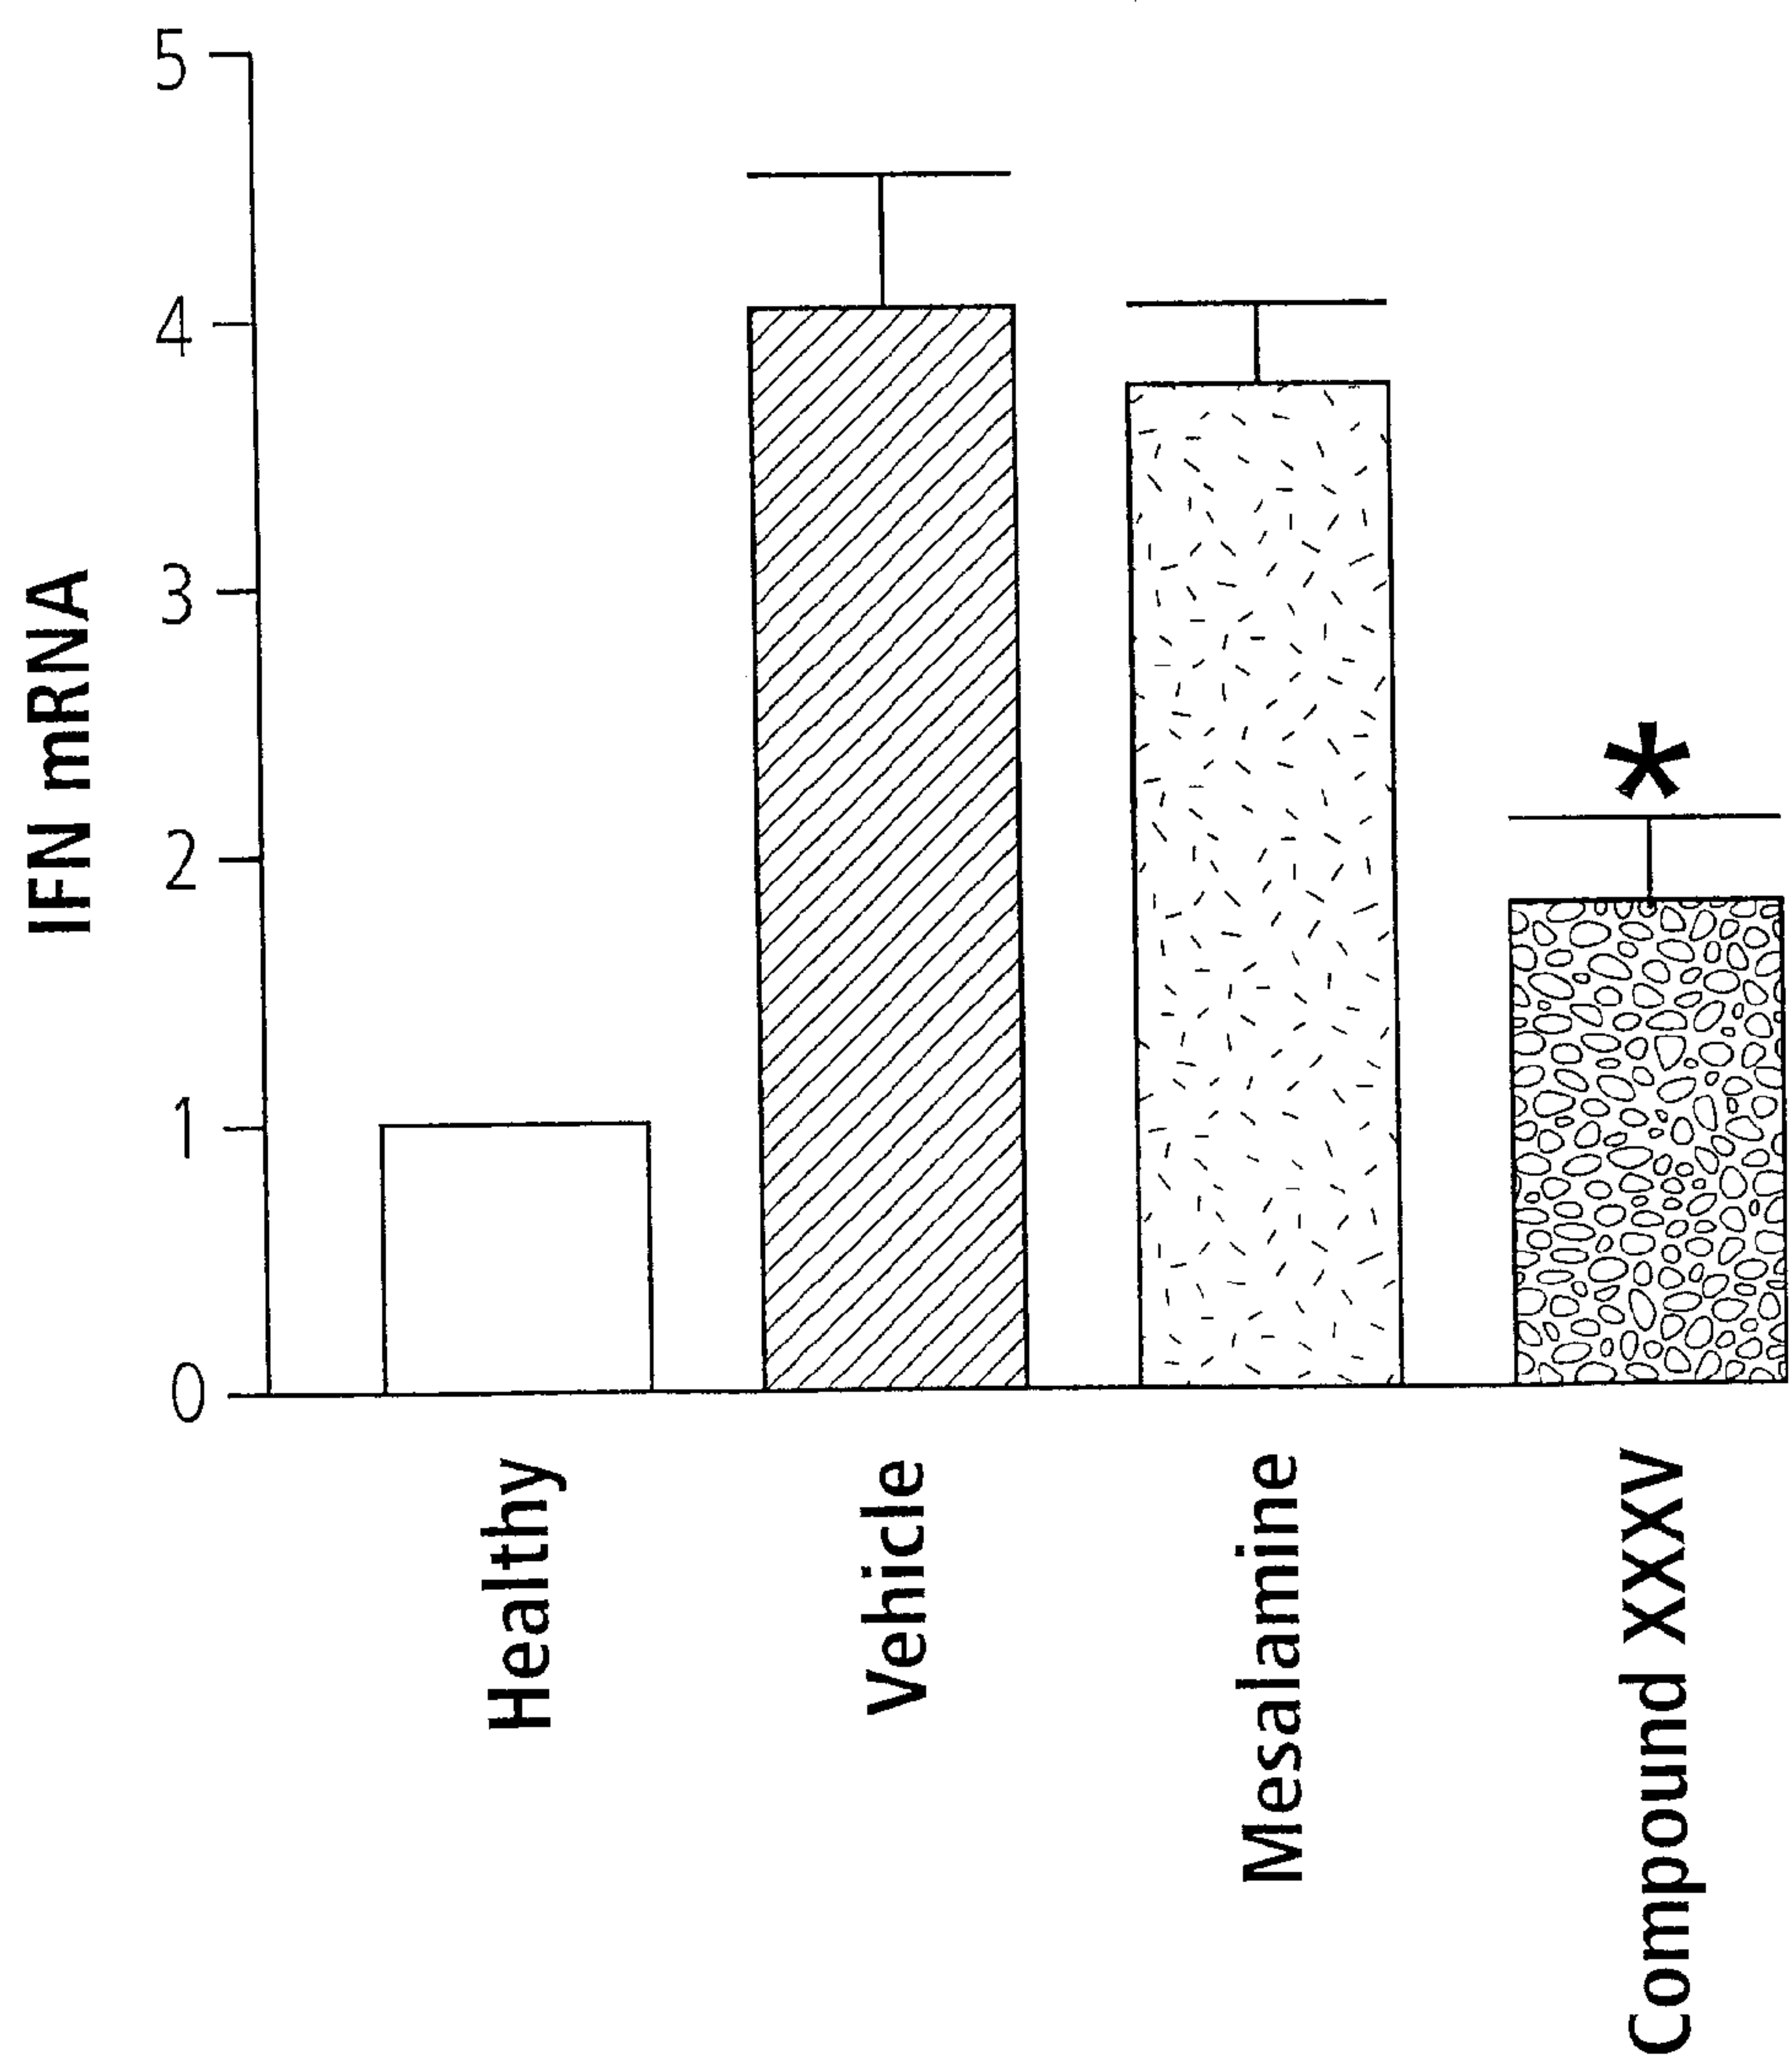 IFN mRNA
5
4
3
2
1
0
*
Healthy
Vehicle
Mesalamine
Compound XXXV